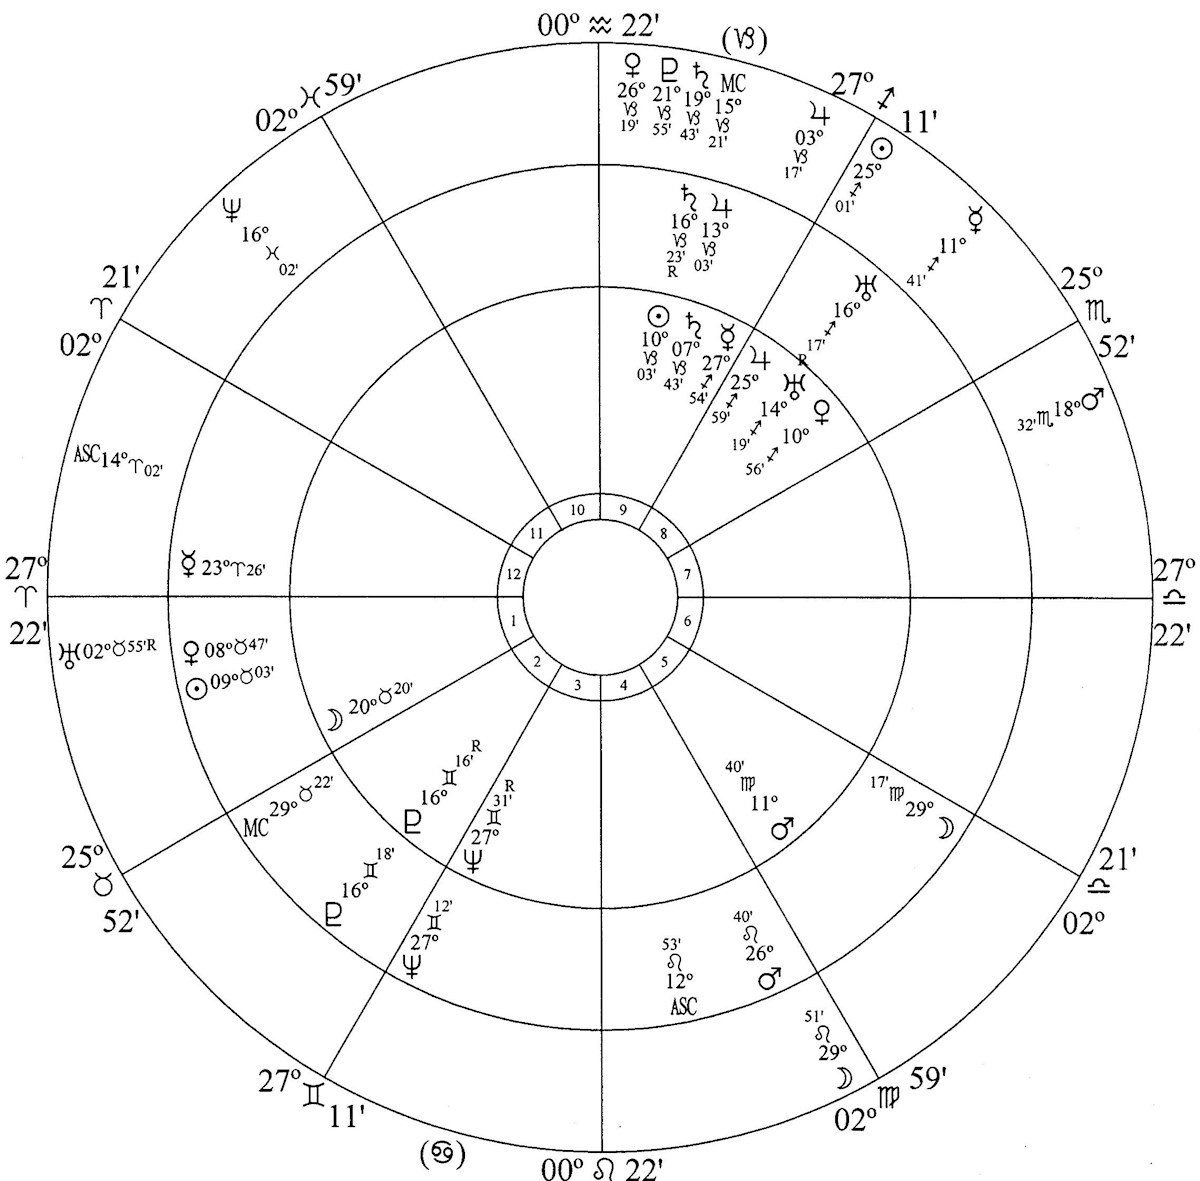 00° ♒ 22'
(♑)
27° ♐ 11'
25° ♏ 52'
27° ♎ 22'
21' ♎ 02°
59' ♍ 02°
00° ♌ 22'
(♋)
27° ♊ 11'
25° ♉ 52'
27° ♈ 22'
21' ♈ 02°
02° ♓ 59'
♀ 26° ♑ 19'
♇ 21° ♑ 55'
♄ 19° ♑ 43'
MC 15° ♑ 21'
♃ 03° ♑ 17'
☉ 25° ♐ 01'
☿ 11° ♐ 41'
♂ 18° ♏ 32'
♆ 16° ♓ 02'
ASC 14° ♈ 02'
♅ 02° ♉ 55' R
☽ 29° ♌ 51'
♄ 16° ♑ 23' R
♃ 13° ♑ 03'
♅ 16° ♐ 17' R
☿ 23° ♈ 26'
♀ 08° ♉ 47'
☉ 09° ♉ 03'
MC 29° ♉ 22'
♇ 16° ♊ 18'
♆ 27° ♊ 12'
53' ♌ 12° ASC
40' ♌ 26° ♂
17' ♍ 29° ☽
☉ 10° ♑ 03'
♄ 07° ♑ 43'
☿ 27° ♐ 54'
♃ 25° ♐ 59'
♅ 14° ♐ 19'
♀ 10° ♐ 56'
☽ 20° ♉ 20'
♇ 16° ♊ 16' R
♆ 27° ♊ 31' R
40' ♍ 11° ♂
10
9
11
8
12
7
1
6
2
5
3
4